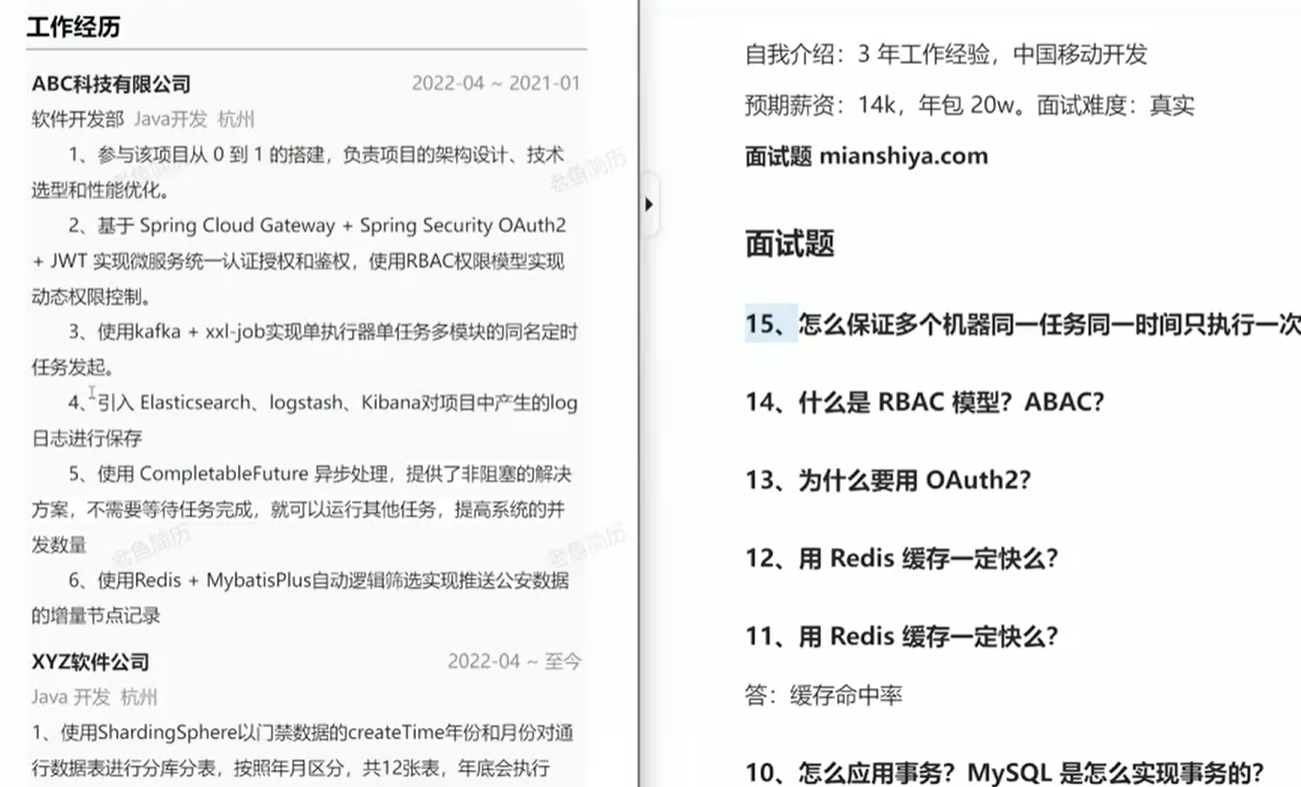 工作经历
ABC科技有限公司 2022-04 ~ 2021-01
软件开发部 Java开发 杭州
1、参与该项目从 0 到 1 的搭建，负责项目的架构设计、技术
选型和性能优化。
2、基于 Spring Cloud Gateway + Spring Security OAuth2
+ JWT 实现微服务统一认证授权和鉴权，使用RBAC权限模型实现
动态权限控制。
3、使用kafka + xxl-job实现单执行器单任务多模块的同名定时
任务发起。
4、引入 Elasticsearch、logstash、Kibana对项目中产生的log
日志进行保存
5、使用 CompletableFuture 异步处理，提供了非阻塞的解决
方案，不需要等待任务完成，就可以运行其他任务，提高系统的并
发数量
6、使用Redis + MybatisPlus自动逻辑筛选实现推送公安数据
的增量节点记录
XYZ软件公司 2022-04 ~ 至今
Java 开发 杭州
1、使用ShardingSphere以门禁数据的createTime年份和月份对通
行数据表进行分库分表，按照年月区分，共12张表，年底会执行
老鱼简历
老鱼简历
老鱼简历
老鱼简历
自我介绍：3 年工作经验，中国移动开发
预期薪资：14k，年包 20w。面试难度：真实
面试题 mianshiya.com
面试题
15、怎么保证多个机器同一任务同一时间只执行一次
14、什么是 RBAC 模型？ABAC？
13、为什么要用 OAuth2？
12、用 Redis 缓存一定快么？
11、用 Redis 缓存一定快么？
答：缓存命中率
10、怎么应用事务？MySQL 是怎么实现事务的？